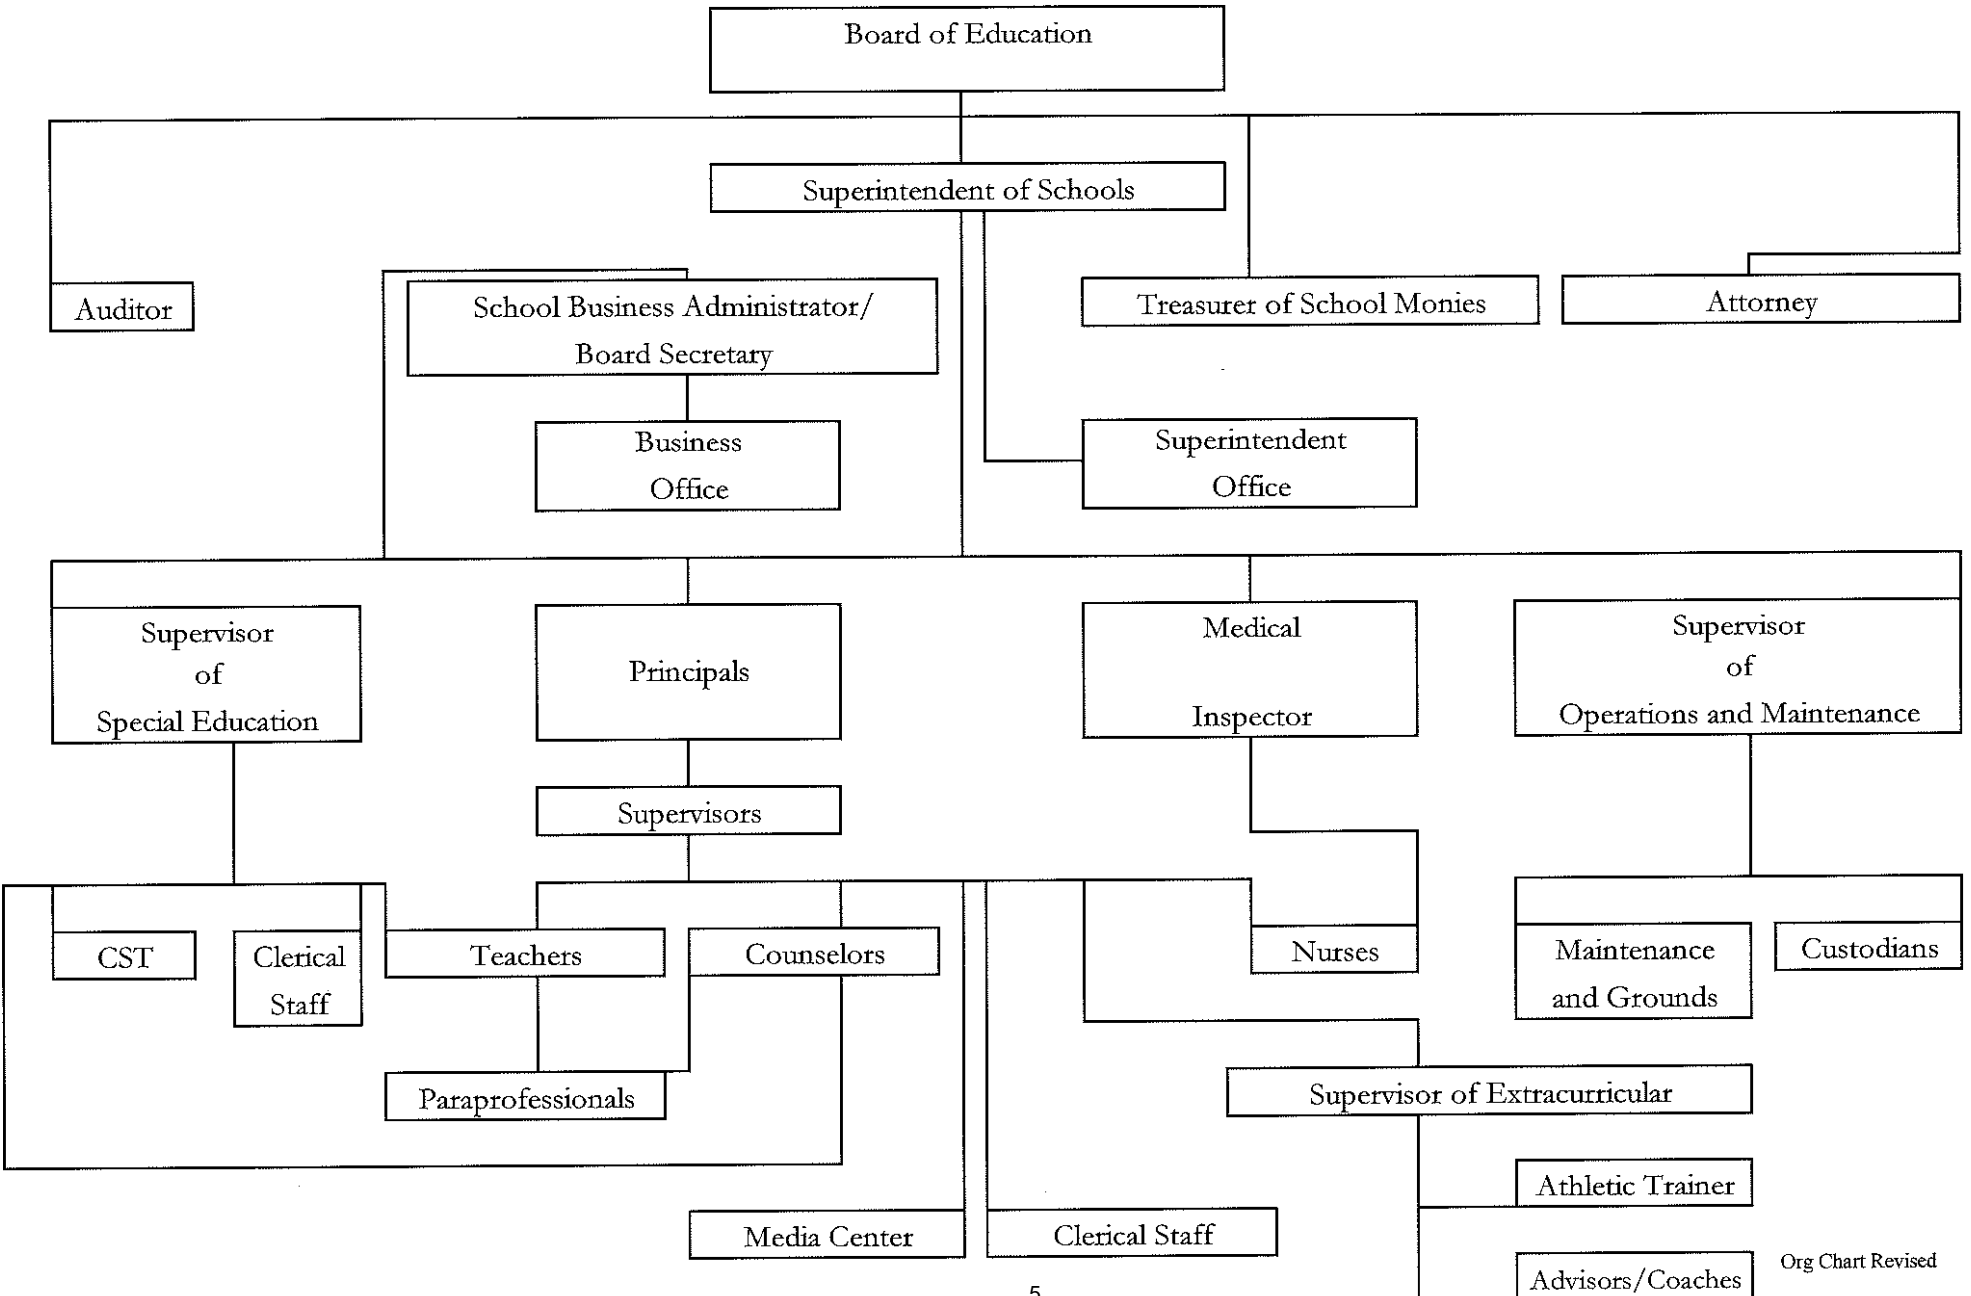 Board of Education
Superintendent of Schools
Auditor
School Business Administrator/
Board Secretary
Treasurer of School Monies
Attorney
Business
Office
Superintendent
Office
Supervisor
of
Special Education
Principals
Medical
Inspector
Supervisor
of
Operations and Maintenance
Supervisors
CST
Clerical
Staff
Teachers
Counselors
Nurses
Maintenance
and Grounds
Custodians
Paraprofessionals
Supervisor of Extracurricular
Athletic Trainer
Media Center
Clerical Staff
Advisors/Coaches
Org Chart Revised
5